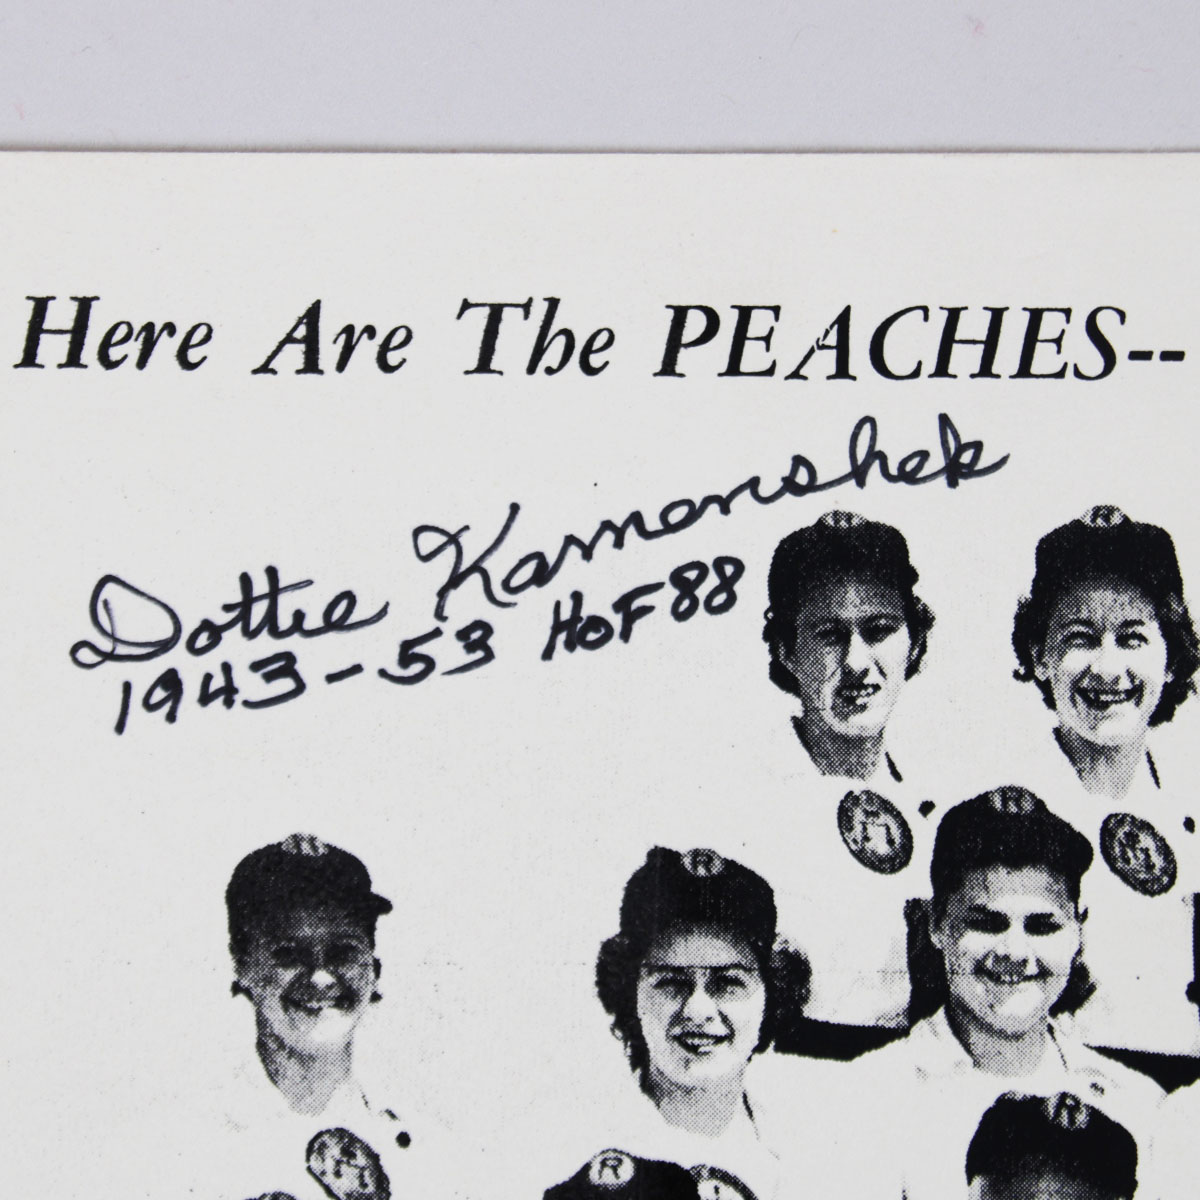 Here Are The PEACHES--
Dottie Kamenshek
1943-53 HoF 88
R
R
R
R
R
R
R